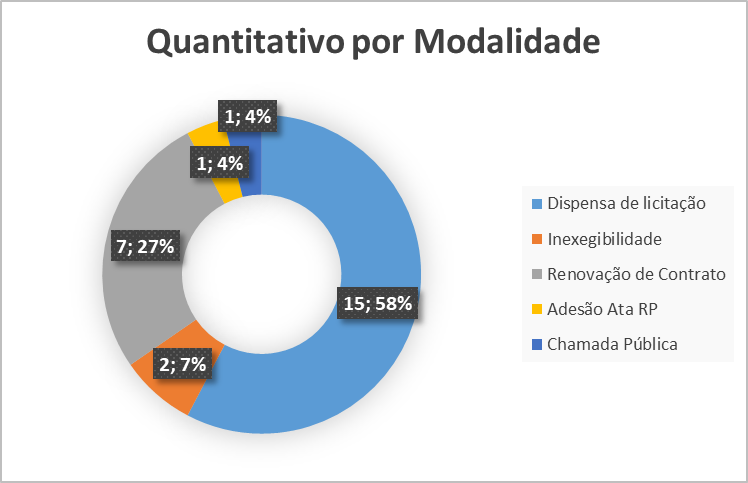 Quantitativo por Modalidade
1; 4%
1; 4%
7; 27%
15; 58%
2; 7%
Dispensa de licitação
Inexegibilidade
Renovação de Contrato
Adesão Ata RP
Chamada Pública